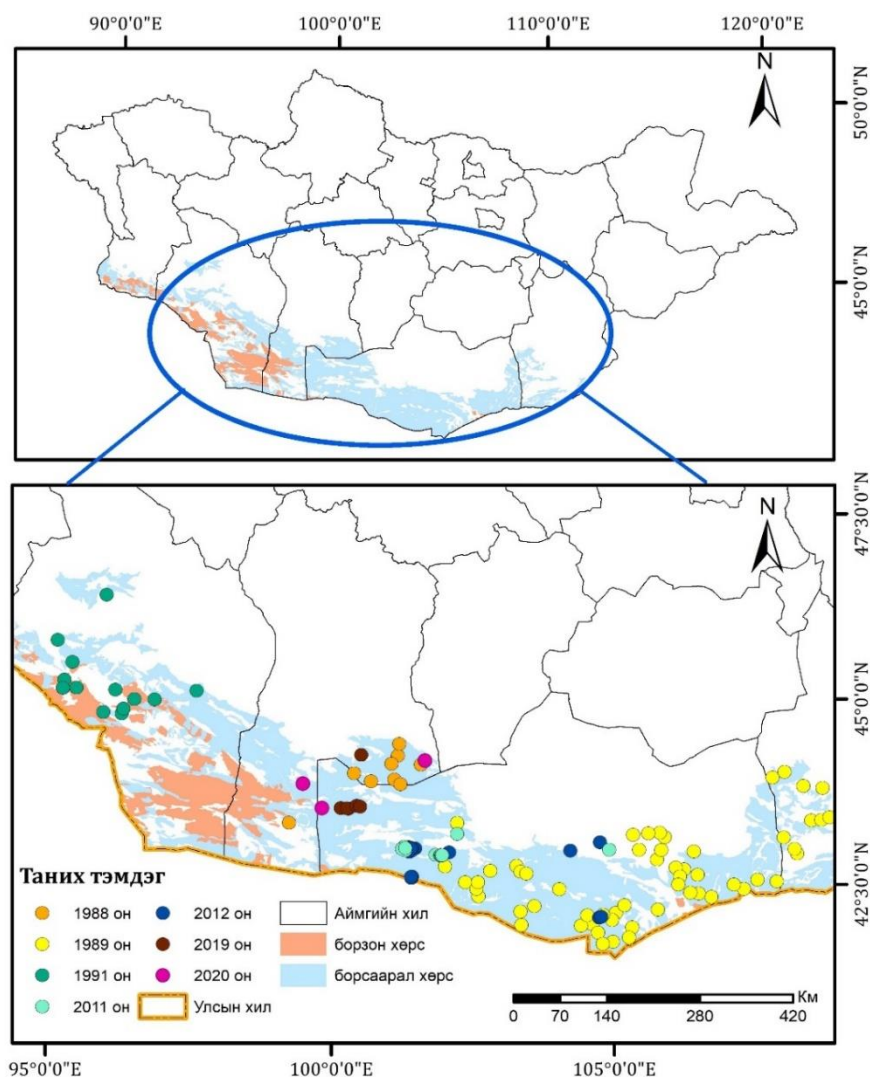 90°0'0"E 100°0'0"E 110°0'0"E 120°0'0"E
N
50°0'0"N
45°0'0"N
47°30'0"N
N
45°0'0"N
42°30'0"N
Таних тэмдэг
1988 он 2012 он Аймгийн хил
1989 он 2019 он борзон хөрс
1991 он 2020 он борсаарал хөрс
2011 он Улсын хил
Км
0 70 140 280 420
95°0'0"E 100°0'0"E 105°0'0"E